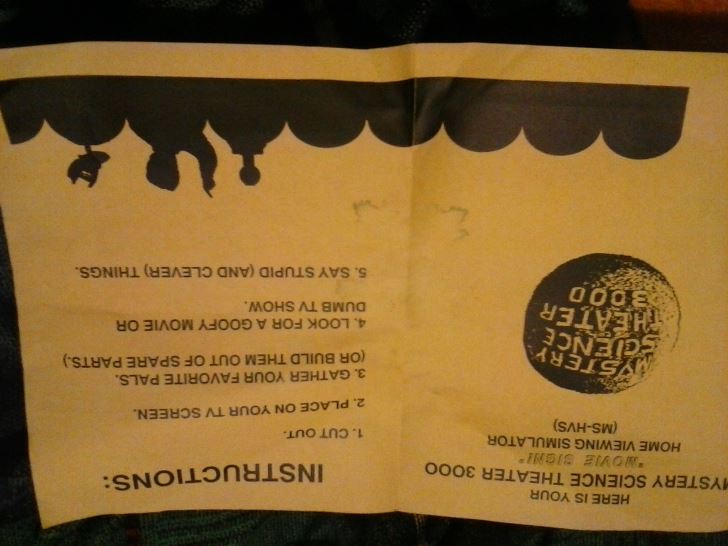 HERE IS YOUR
MYSTERY SCIENCE THEATER 3000
"MOVIE SIGN"
HOME VIEWING SIMULATOR
(MS-HVS)
MYSTERY
SCIENCE
THEATER
3000
INSTRUCTIONS:
1. CUT OUT.
2. PLACE ON YOUR TV SCREEN.
3. GATHER YOUR FAVORITE PALS.
(OR BUILD THEM OUT OF SPARE PARTS.)
4. LOOK FOR A GOOFY MOVIE OR
DUMB TV SHOW.
5. SAY STUPID (AND CLEVER) THINGS.